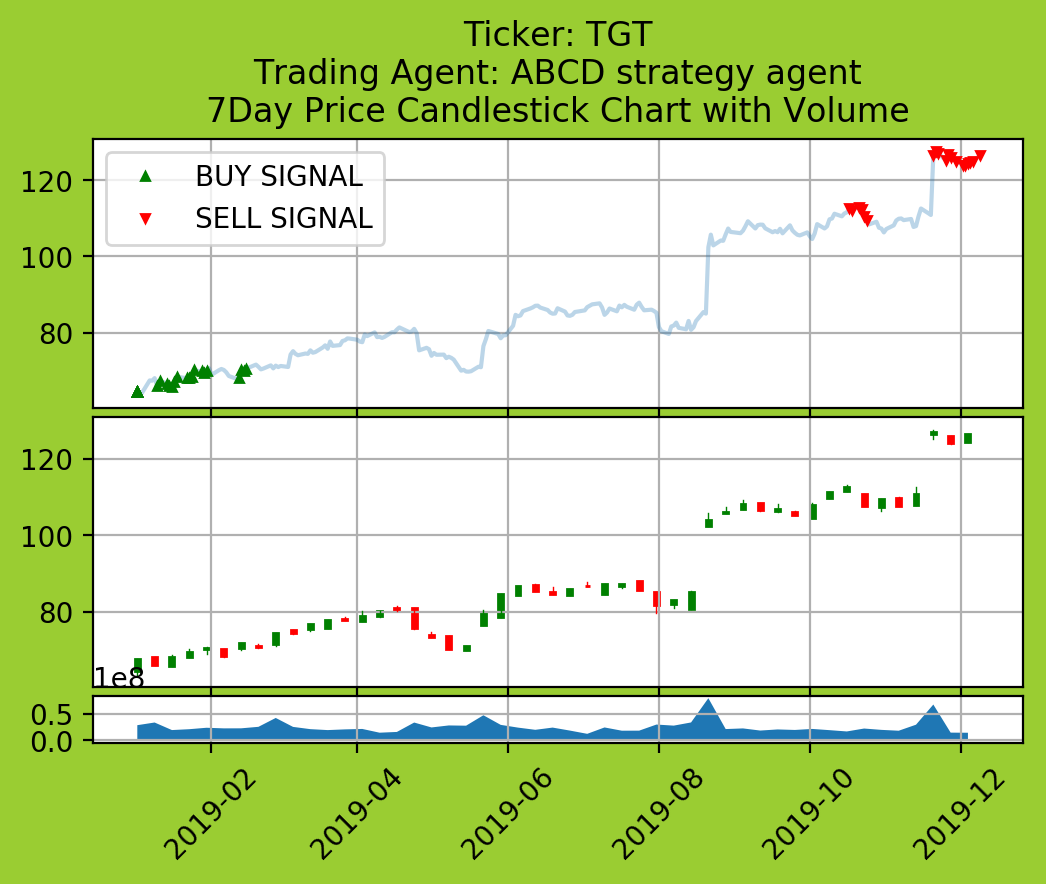 Ticker: TGT
Trading Agent: ABCD strategy agent
7Day Price Candlestick Chart with Volume
BUY SIGNAL
SELL SIGNAL
120
100
80
120
100
80
1e8
0.5
0.0
2019-02
2019-04
2019-06
2019-08
2019-10
2019-12